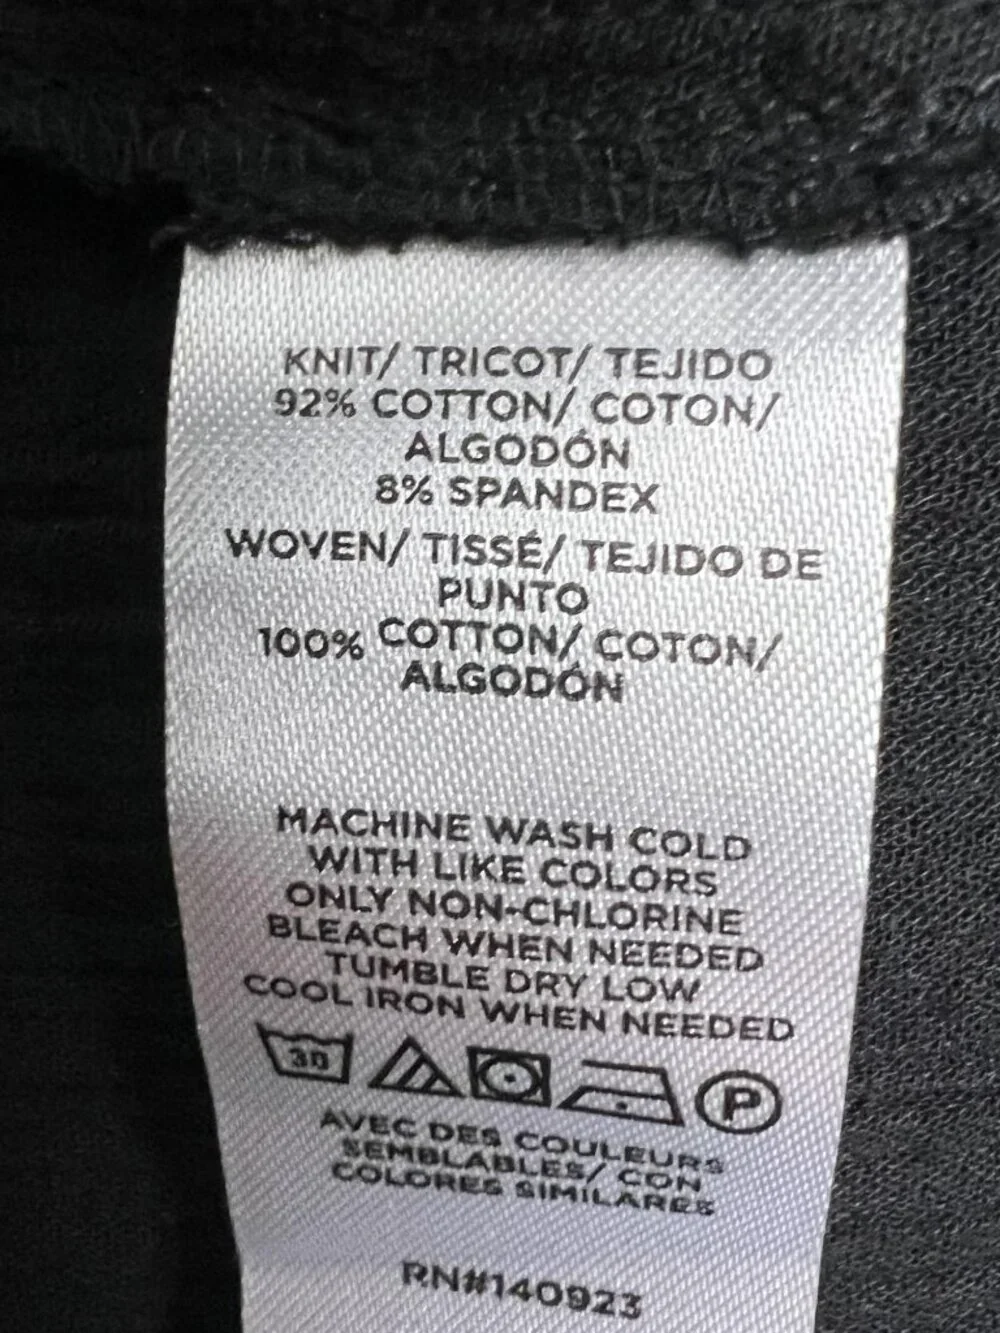 KNIT/ TRICOT/ TEJIDO
92% COTTON/ COTON/
ALGODÓN
8% SPANDEX
WOVEN/ TISSÉ/ TEJIDO DE
PUNTO
100% COTTON/ COTON/
ALGODÓN
MACHINE WASH COLD
WITH LIKE COLORS
ONLY NON-CHLORINE
BLEACH WHEN NEEDED
TUMBLE DRY LOW
COOL IRON WHEN NEEDED
30 P
AVEC DES COULEURS
SEMBLABLES/ CON
COLORES SIMILARES
RN#140923